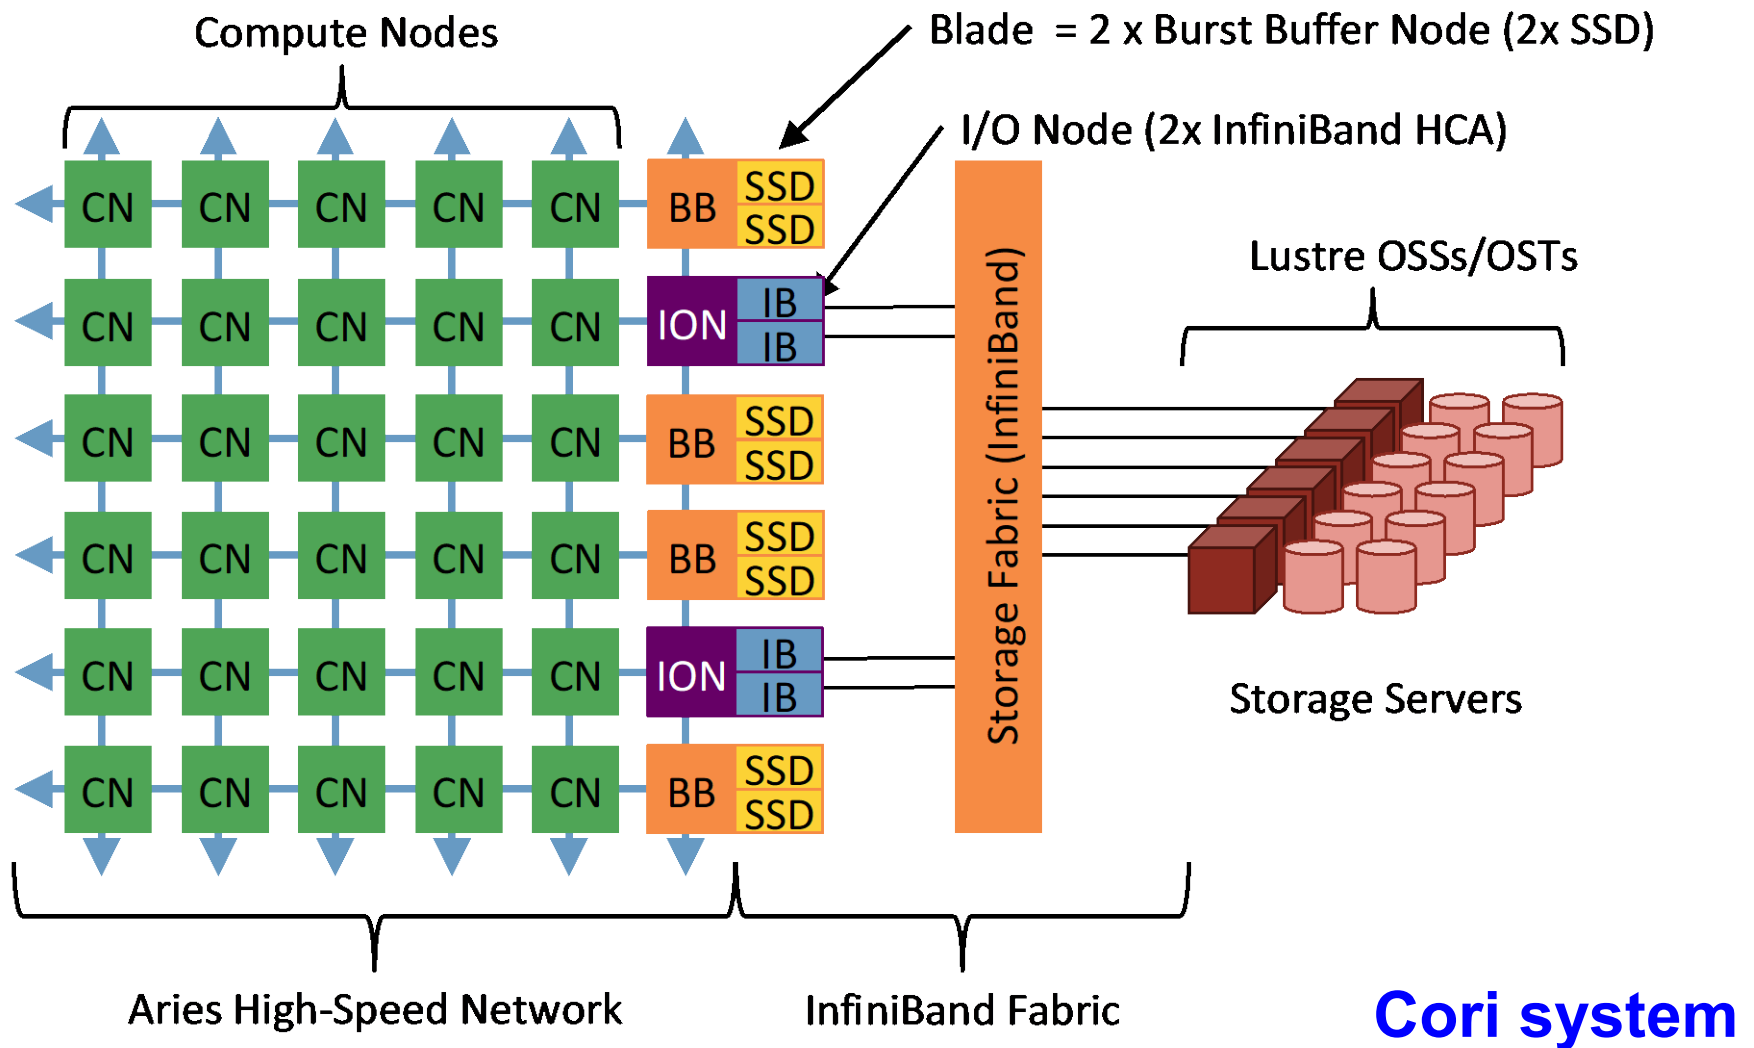 Compute Nodes
Blade = 2 x Burst Buffer Node (2x SSD)
I/O Node (2x InfiniBand HCA)
CN CN CN CN CN BB SSD
SSD
Lustre OSSs/OSTs
CN CN CN CN CN ION IB
IB
CN CN CN CN CN BB SSD
SSD
CN CN CN CN CN BB SSD
SSD
CN CN CN CN CN ION IB
IB
CN CN CN CN CN BB SSD
SSD
Storage Fabric (InfiniBand)
Storage Servers
Aries High-Speed Network
InfiniBand Fabric
Cori system